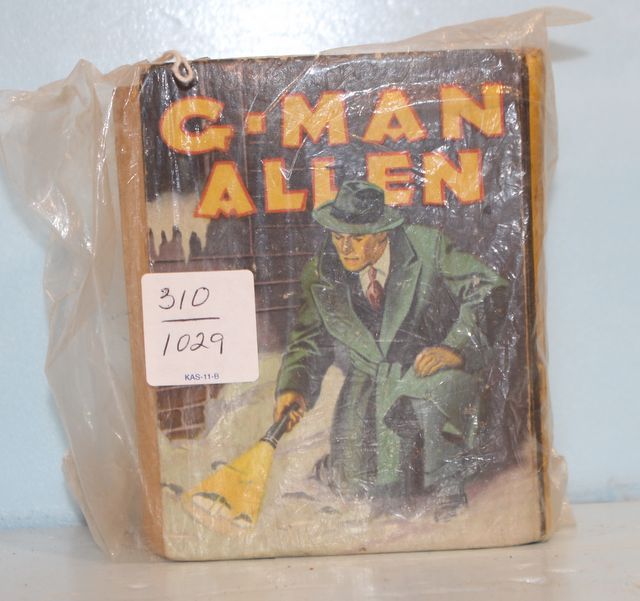 G-MAN
ALLEN
310
1029
KAS-11-B